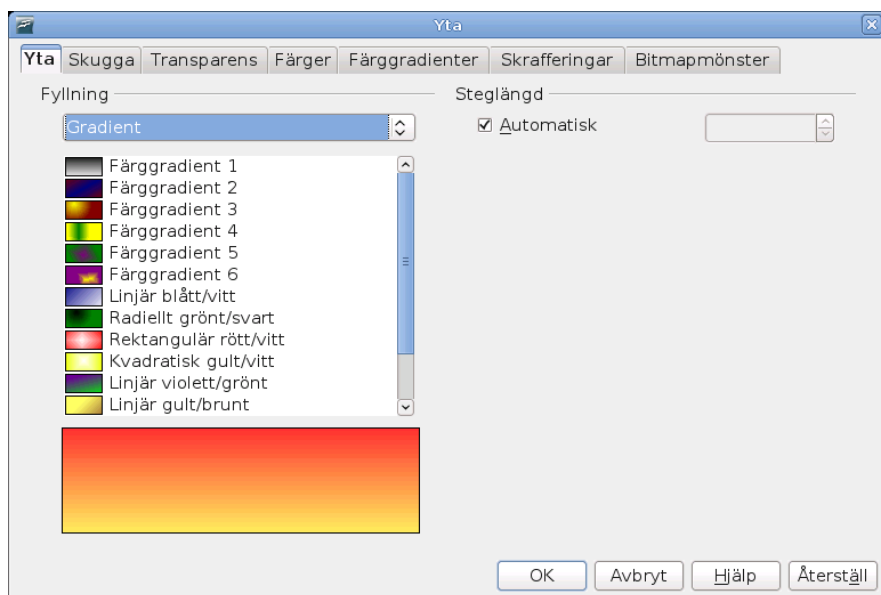 Yta
Yta Skugga Transparens Färger Färggradienter Skrafferingar Bitmapmönster
Fyllning
Gradient
Färggradient 1
Färggradient 2
Färggradient 3
Färggradient 4
Färggradient 5
Färggradient 6
Linjär blått/vitt
Radiellt grönt/svart
Rektangulär rött/vitt
Kvadratisk gult/vitt
Linjär violett/grönt
Linjär gult/brunt
Steglängd
Automatisk
OK Avbryt Hjälp Återställ